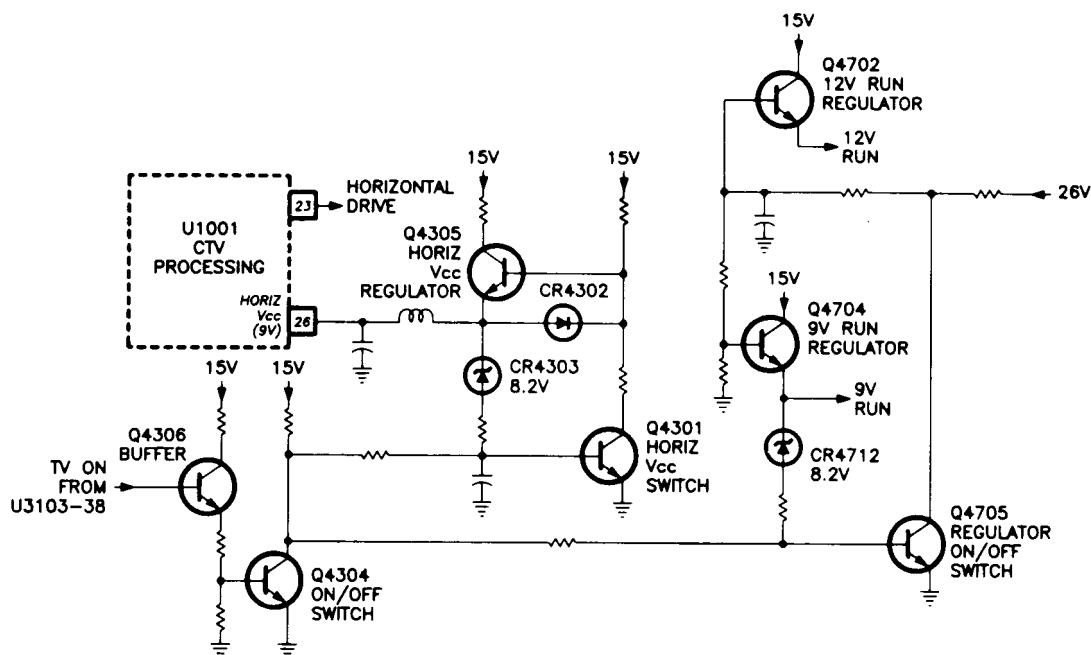 15V
Q4702
12V RUN
REGULATOR
12V
RUN
15V
15V
26V
23
HORIZONTAL
DRIVE
U1001
CTV
PROCESSING
Q4305
HORIZ
Vcc
REGULATOR
CR4302
HORIZ
Vcc
(9V)
26
15V
Q4704
9V RUN
REGULATOR
CR4303
8.2V
15V
15V
9V
RUN
Q4306
BUFFER
Q4301
HORIZ
Vcc
SWITCH
CR4712
8.2V
TV ON
FROM
U3103-38
Q4705
REGULATOR
ON/OFF
SWITCH
Q4304
ON/OFF
SWITCH